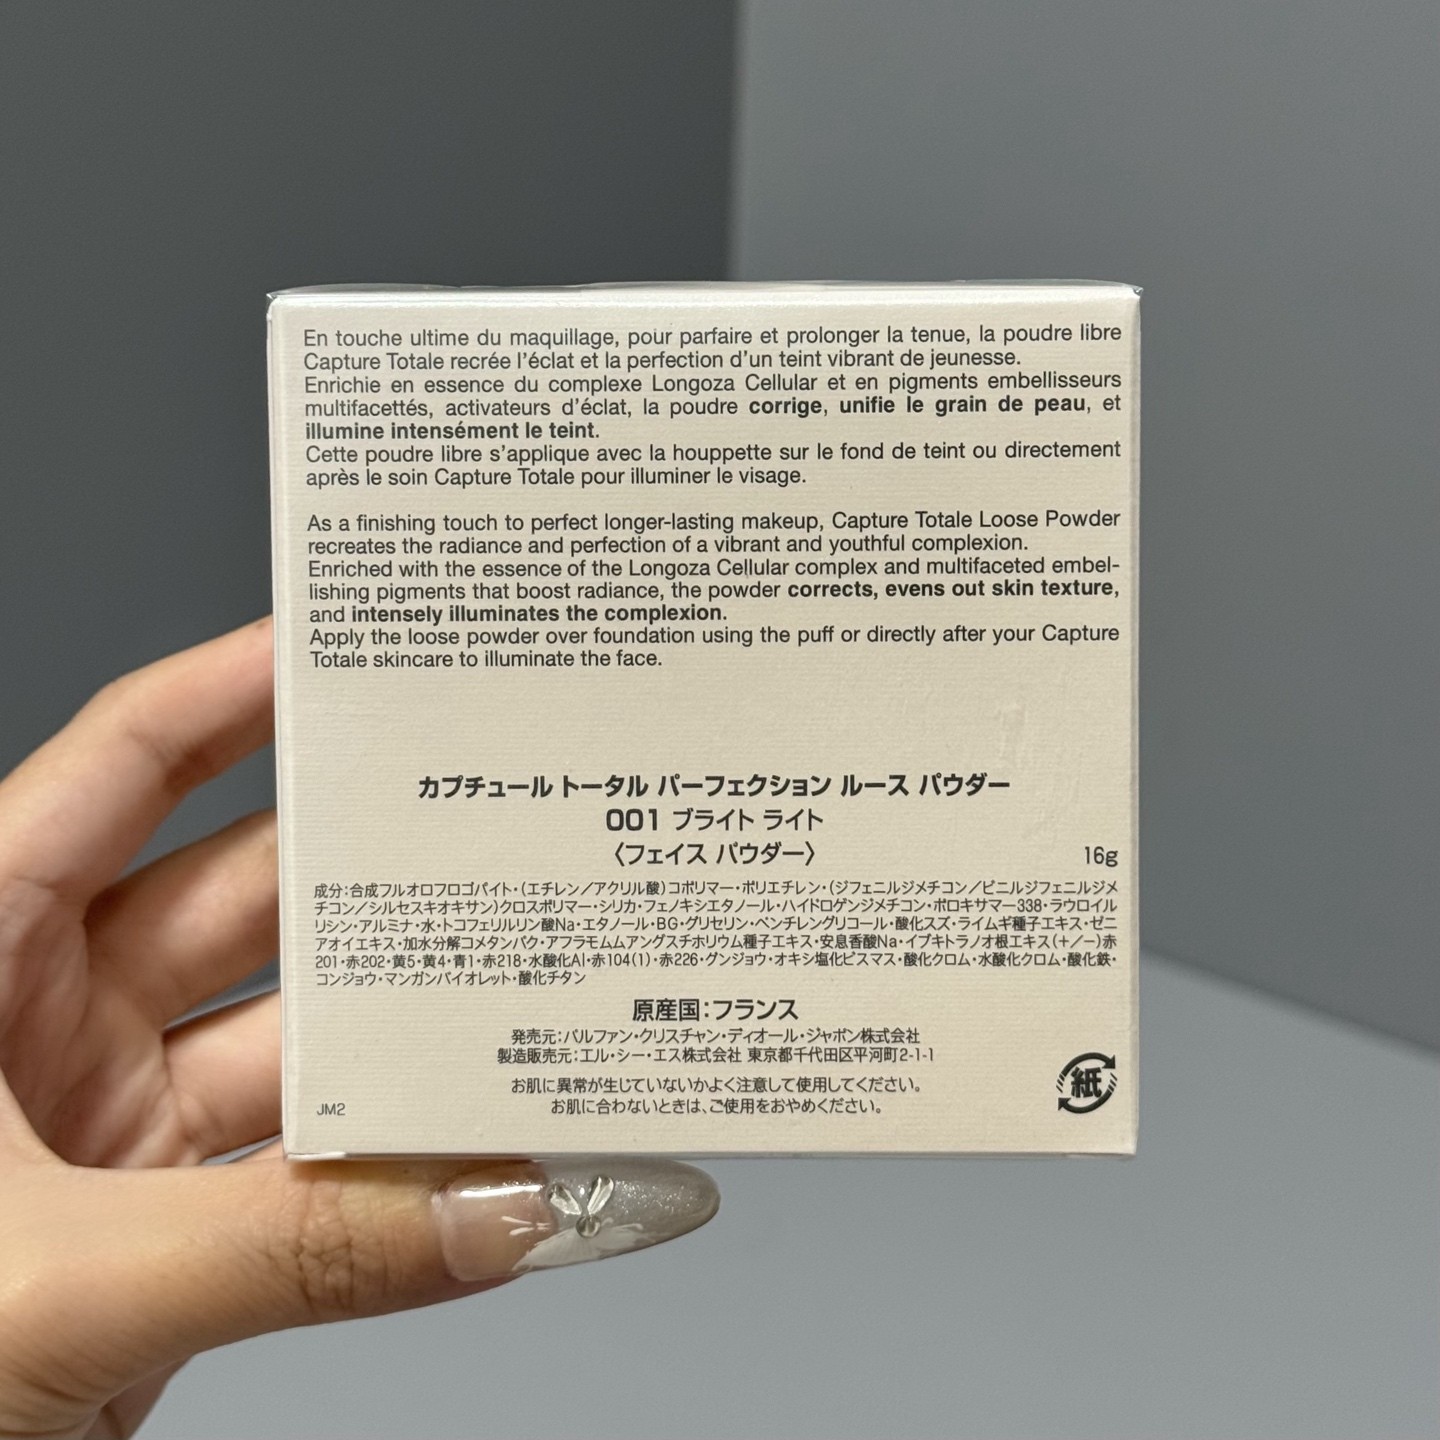 En touche ultime du maquillage, pour parfaire et prolonger la tenue, la poudre libre
Capture Totale recrée l'éclat et la perfection d'un teint vibrant de jeunesse.
Enrichie en essence du complexe Longoza Cellular et en pigments embellisseurs
multifacettés, activateurs d'éclat, la poudre corrige, unifie le grain de peau, et
illumine intensément le teint.
Cette poudre libre s'applique avec la houppette sur le fond de teint ou directement
après le soin Capture Totale pour illuminer le visage.
As a finishing touch to perfect longer-lasting makeup, Capture Totale Loose Powder
recreates the radiance and perfection of a vibrant and youthful complexion.
Enriched with the essence of the Longoza Cellular complex and multifaceted embel-
lishing pigments that boost radiance, the powder corrects, evens out skin texture,
and intensely illuminates the complexion.
Apply the loose powder over foundation using the puff or directly after your Capture
Totale skincare to illuminate the face.
カプチュール トータル パーフェクション ルース パウダー
001 ブライト ライト
〈フェイス パウダー〉 16g
成分:合成フルオロフロゴパイト・(エチレン/アクリル酸)コポリマー・ポリエチレン・(ジフェニルジメチコン/ビニルジフェニルジメ
チコン/シルセスキオキサン)クロスポリマー・シリカ・フェノキシエタノール・ハイドロゲンジメチコン・ポロキサマー338・ラウロイル
リシン・アルミナ・水・トコフェリルリン酸Na・エタノール・BG・グリセリン・ペンチレングリコール・酸化スズ・ライムギ種子エキス・ゼニ
アオイエキス・加水分解コメタンパク・アフラモムムアングスチホリウム種子エキス・安息香酸Na・イブキトラノオ根エキス(+/−)赤
201・赤202・黄5・黄4・青1・赤218・水酸化Al・赤104(1)・赤226・グンジョウ・オキシ塩化ビスマス・酸化クロム・水酸化クロム・酸化鉄・
コンジョウ・マンガンバイオレット・酸化チタン
原産国:フランス
発売元:パルファン・クリスチャン・ディオール・ジャポン株式会社
製造販売元:エル・シー・エス株式会社 東京都千代田区平河町2-1-1
お肌に異常が生じていないかよく注意して使用してください。
お肌に合わないときは、ご使用をおやめください。
JM2
紙